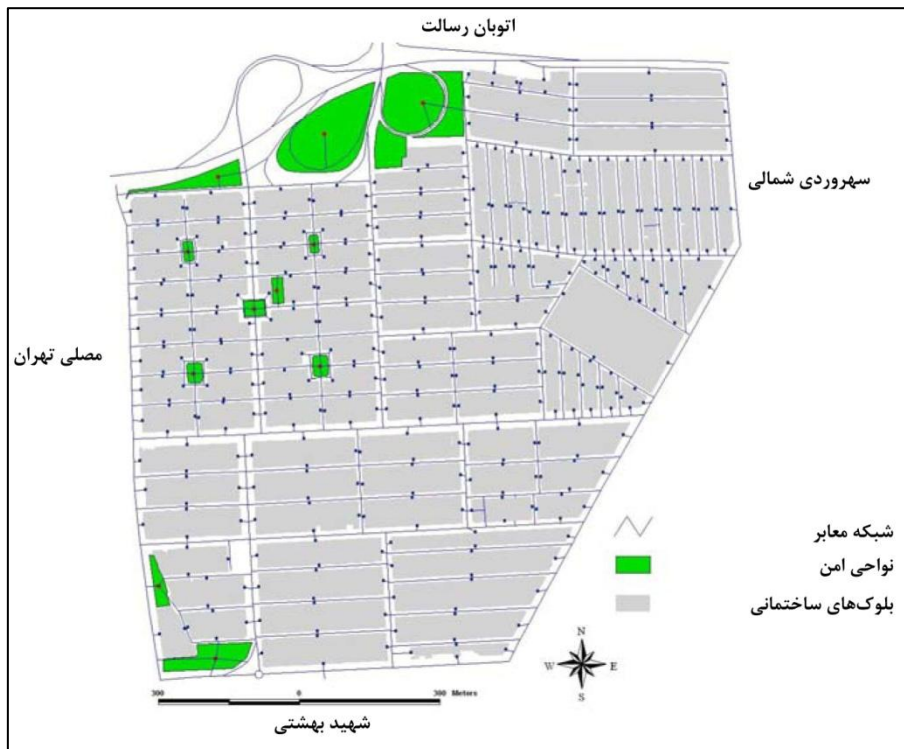 اتوبان رسالت
سهروردی شمالی
مصلی تهران
شبکه معابر
نواحی امن
بلوک‌های ساختمانی
N
W E
S
300 0 300 Meters
شهید بهشتی